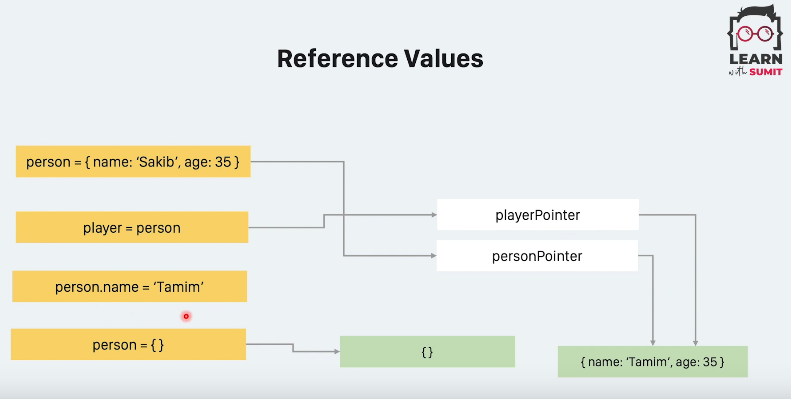 LEARN
with SUMIT
Reference Values
person = { name: ‘Sakib’, age: 35 }
player = person
playerPointer
personPointer
person.name = ‘Tamim’
person = { }
{ }
{ name: ‘Tamim’, age: 35 }